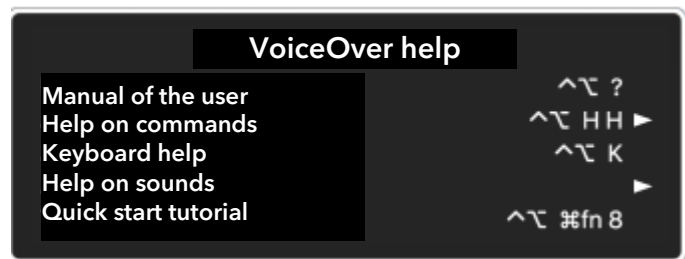 VoiceOver help
Manual of the user ^⌥ ?
Help on commands ^⌥ H H ►
Keyboard help ^⌥ K
Help on sounds ►
Quick start tutorial ^⌥ ⌘fn 8